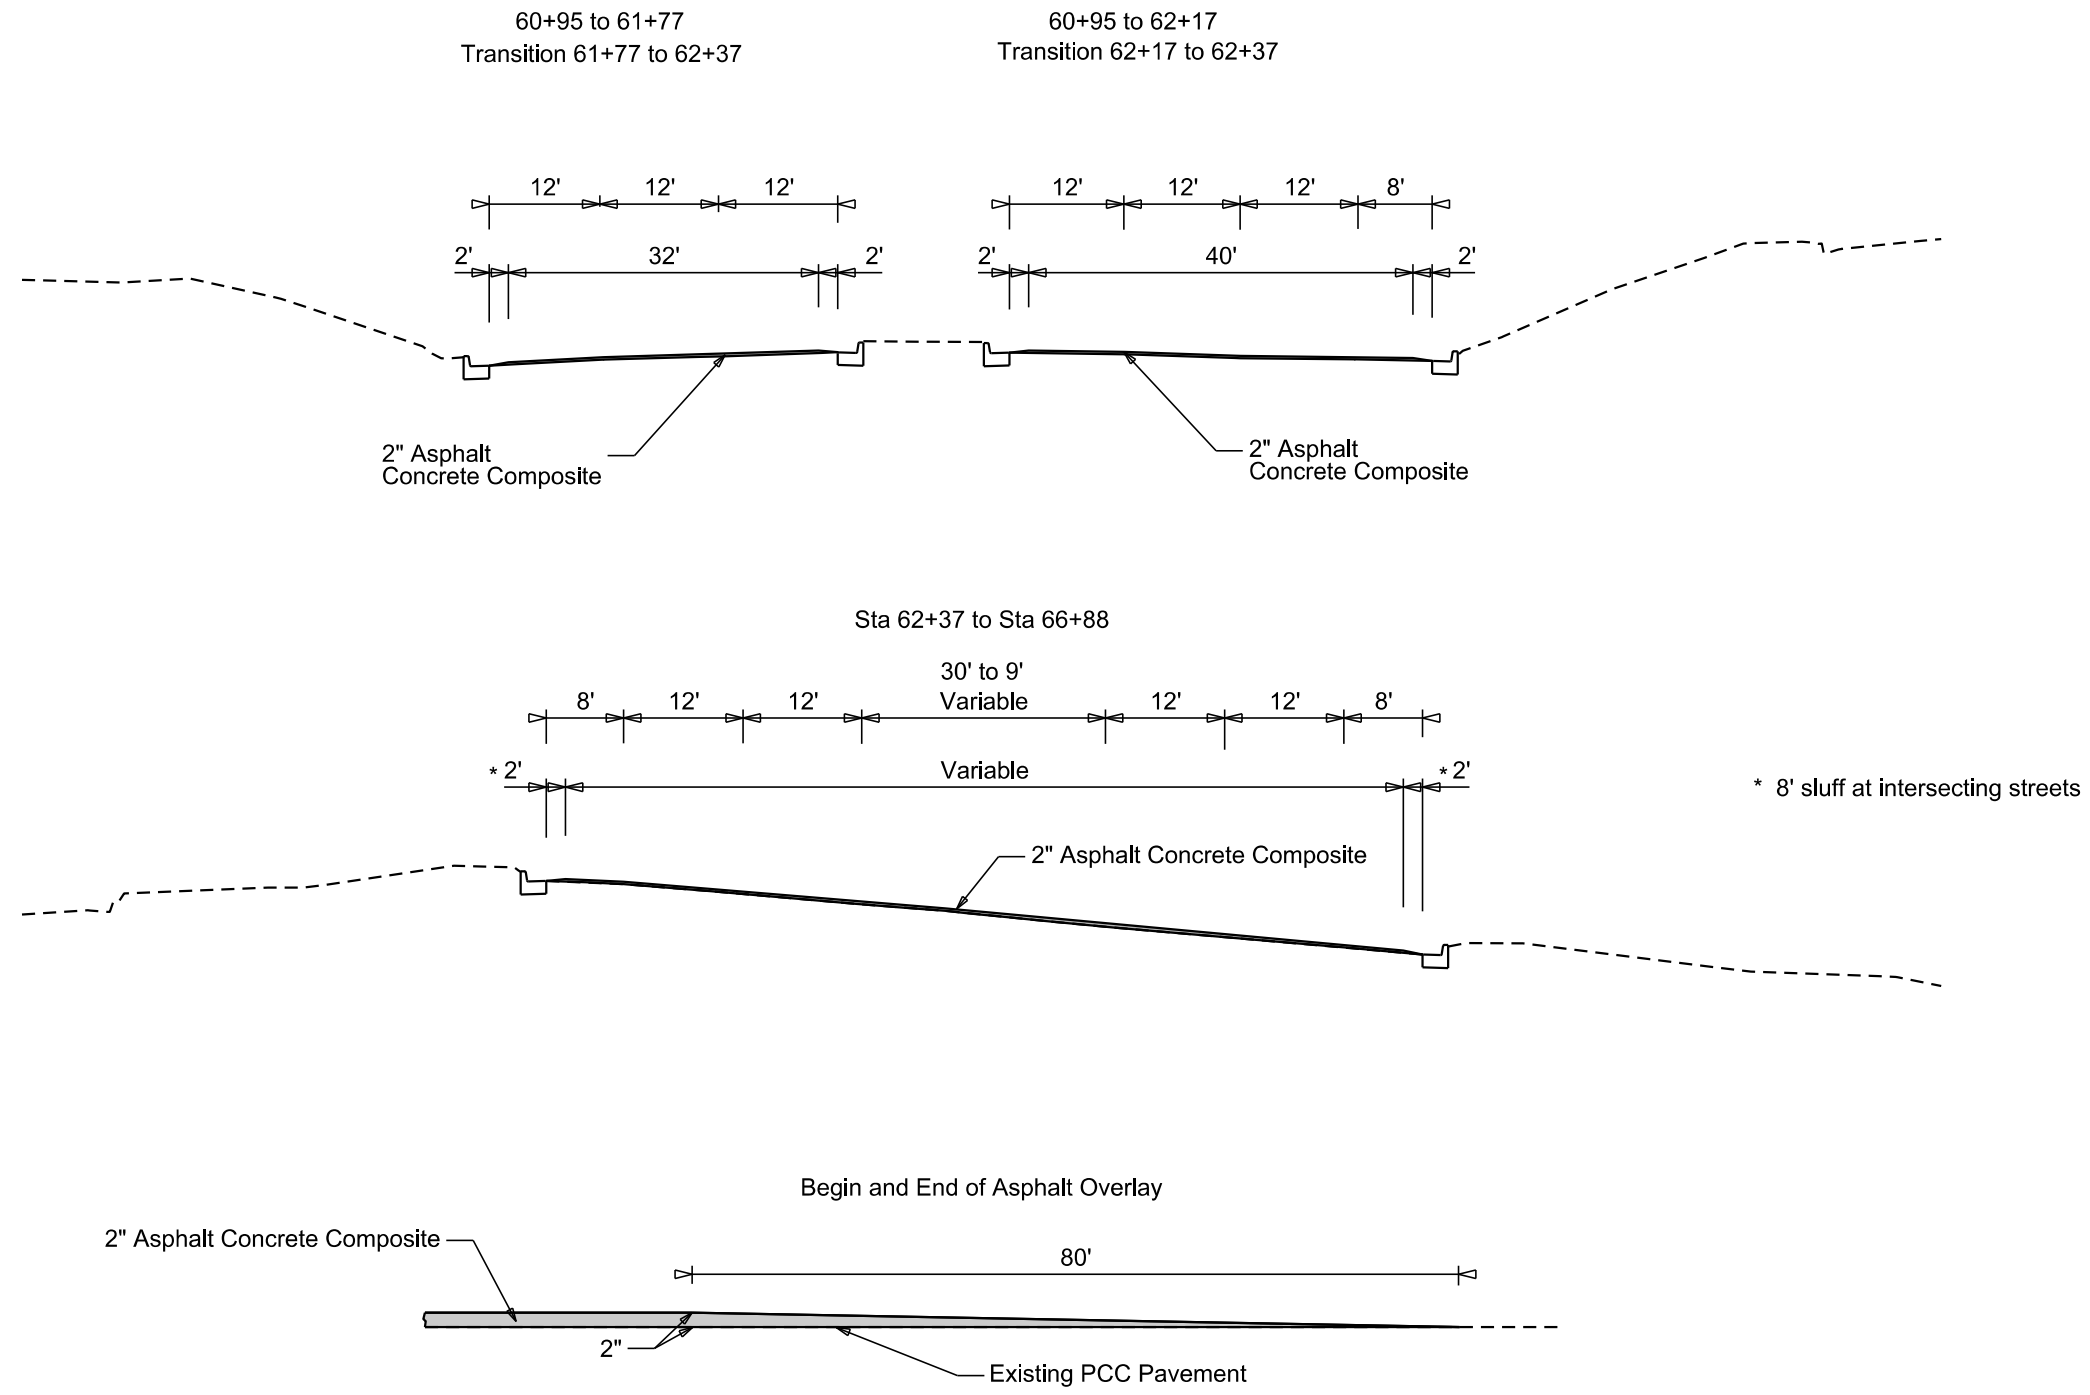 60+95 to 61+77
Transition 61+77 to 62+37
60+95 to 62+17
Transition 62+17 to 62+37
12' 12' 12'
2' 32' 2'
2" Asphalt
Concrete Composite
12' 12' 12' 8'
2' 40' 2'
2" Asphalt
Concrete Composite
Sta 62+37 to Sta 66+88
30' to 9'
8' 12' 12' Variable 12' 12' 8'
* 2' Variable * 2'
* 8' sluff at intersecting streets
2" Asphalt Concrete Composite
Begin and End of Asphalt Overlay
2" Asphalt Concrete Composite
80'
2"
Existing PCC Pavement